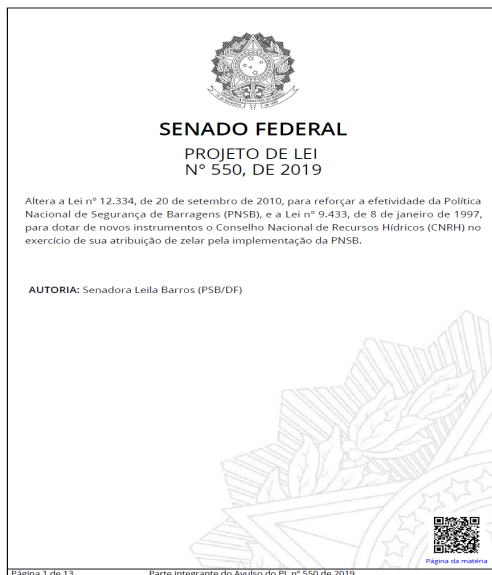 SENADO FEDERAL
PROJETO DE LEI
N° 550, DE 2019
Altera a Lei nº 12.334, de 20 de setembro de 2010, para reforçar a efetividade da Política
Nacional de Segurança de Barragens (PNSB), e a Lei nº 9.433, de 8 de janeiro de 1997,
para dotar de novos instrumentos o Conselho Nacional de Recursos Hídricos (CNRH) no
exercício de sua atribuição de zelar pela implementação da PNSB.
AUTORIA: Senadora Leila Barros (PSB/DF)
Página da matéria
Página 1 de 13 Parte integrante do Avulso do PL nº 550 de 2019.